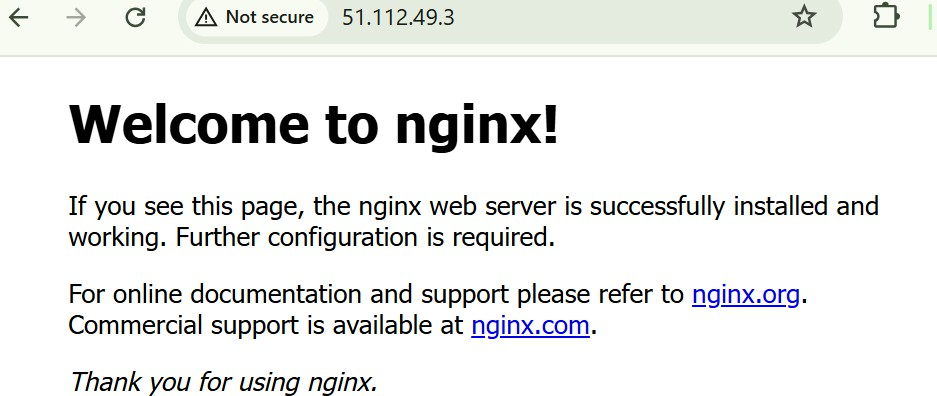 Not secure 51.112.49.3
Welcome to nginx!
If you see this page, the nginx web server is successfully installed and
working. Further configuration is required.
For online documentation and support please refer to nginx.org.
Commercial support is available at nginx.com.
Thank you for using nginx.